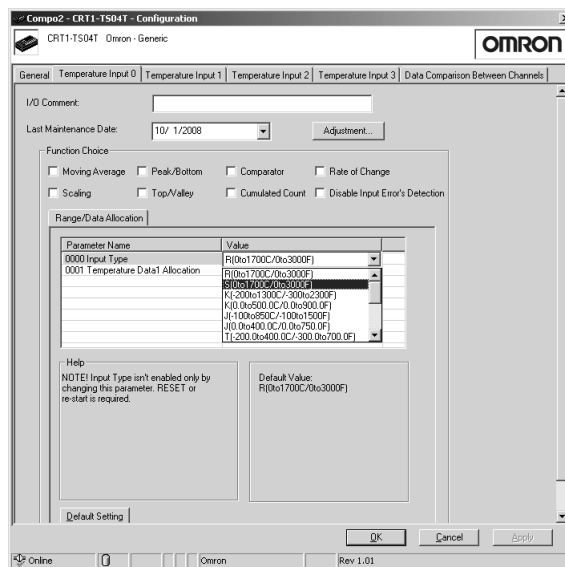 Compo2 - CRT1-TS04T - Configuration
CRT1-TS04T Omron - Generic
OMRON
General Temperature Input 0 Temperature Input 1 Temperature Input 2 Temperature Input 3 Data Comparison Between Channels
I/O Comment:
Last Maintenance Date: 10/ 1/2008 Adjustment...
Function Choice
Moving Average Peak/Bottom Comparator Rate of Change
Scaling Top/Valley Cumulated Count Disable Input Error's Detection
Range/Data Allocation
Parameter Name Value
0000 Input Type R(0to1700C/0to3000F)
0001 Temperature Data1 Allocation R(0to1700C/0to3000F)
S(0to1700C/0to3000F)
K(-200to1300C/-300to2300F)
K(0.0to500.0C/0.0to900.0F)
J(-100to850C/-100to1500F)
J(0.0to400.0C/0.0to750.0F)
T(-200.0to400.0C/-300.0to700.0F)
Help
NOTE! Input Type isn't enabled only by
changing this parameter. RESET or
re-start is required.
Default Value:
R(0to1700C/0to3000F)
Default Setting
OK Cancel Apply
Online Omron Rev 1.01